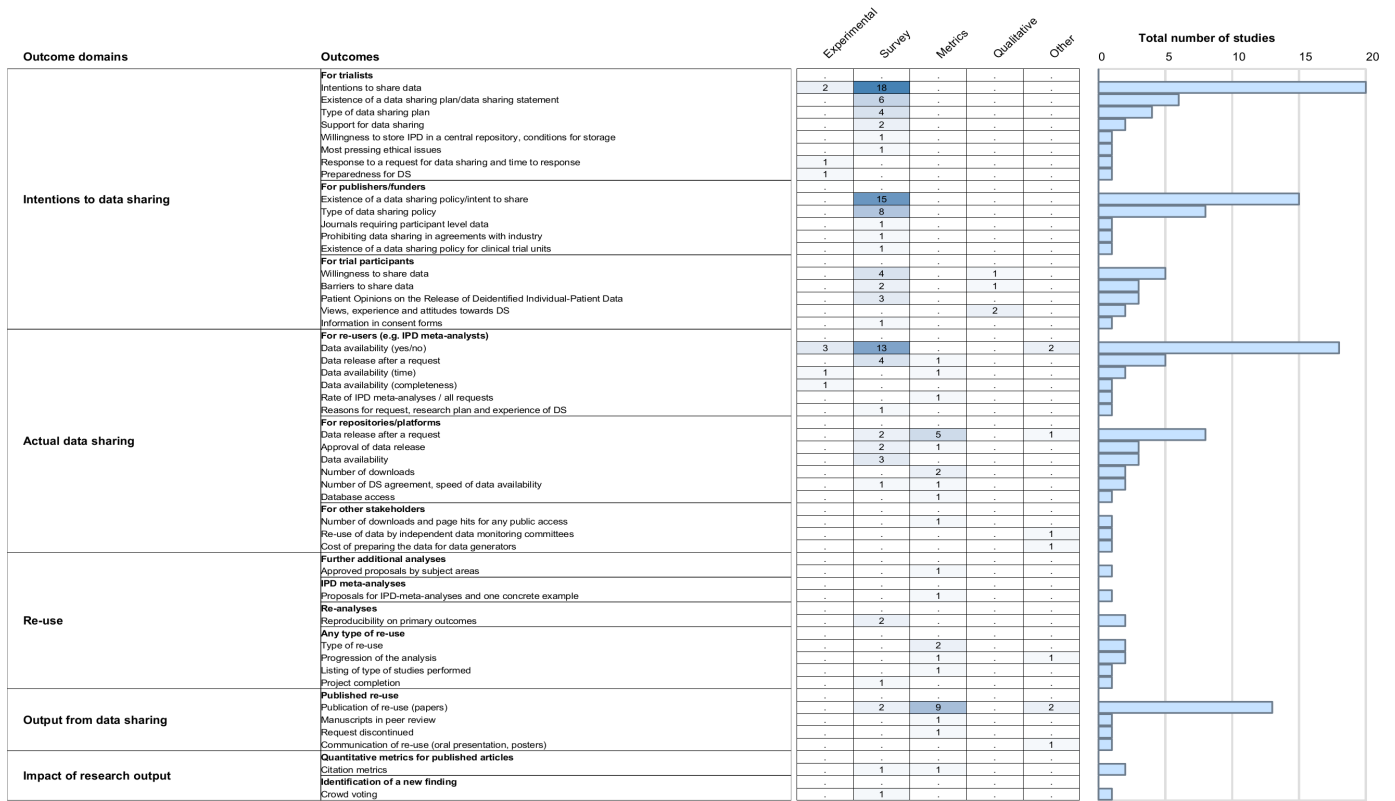 Outcome domains Outcomes Experimental Survey Metrics Qualitative Other Total number of studies
0 5 10 15 20
Intentions to data sharing
For trialists . . . . .
Intentions to share data 2 18 . . .
Existence of a data sharing plan/data sharing statement . 6 . . .
Type of data sharing plan . 4 . . .
Support for data sharing . 2 . . .
Willingness to store IPD in a central repository, conditions for storage . 1 . . .
Most pressing ethical issues . 1 . . .
Response to a request for data sharing and time to response 1 . . . .
Preparedness for DS 1 . . . .
For publishers/funders . . . . .
Existence of a data sharing policy/intent to share . 15 . . .
Type of data sharing policy . 8 . . .
Journals requiring participant level data . 1 . . .
Prohibiting data sharing in agreements with industry . 1 . . .
Existence of a data sharing policy for clinical trial units . 1 . . .
For trial participants . . . . .
Willingness to share data . 4 . 1 .
Barriers to share data . 2 . 1 .
Patient Opinions on the Release of Deidentified Individual-Patient Data . 3 . . .
Views, experience and attitudes towards DS . . . 2 .
Information in consent forms . 1 . . .
Actual data sharing
For re-users (e.g. IPD meta-analysts) . . . . .
Data availability (yes/no) 3 13 . . 2
Data release after a request . 4 1 . .
Data availability (time) 1 . 1 . .
Data availability (completeness) 1 . . . .
Rate of IPD meta-analyses / all requests . . 1 . .
Reasons for request, research plan and experience of DS . 1 . . .
For repositories/platforms . . . . .
Data release after a request . 2 5 . 1
Approval of data release . 2 1 . .
Data availability . 3 . . .
Number of downloads . . 2 . .
Number of DS agreement, speed of data availability . 1 1 . .
Database access . . 1 . .
For other stakeholders . . . . .
Number of downloads and page hits for any public access . . 1 . .
Re-use of data by independent data monitoring committees . . . . 1
Cost of preparing the data for data generators . . . . 1
Re-use
Further additional analyses . . . . .
Approved proposals by subject areas . . 1 . .
IPD meta-analyses . . . . .
Proposals for IPD-meta-analyses and one concrete example . . 1 . .
Re-analyses . . . . .
Reproducibility on primary outcomes . 2 . . .
Any type of re-use . . . . .
Type of re-use . . 2 . .
Progression of the analysis . . 1 . 1
Listing of type of studies performed . . 1 . .
Project completion . 1 . . .
Output from data sharing
Published re-use . . . . .
Publication of re-use (papers) . 2 9 . 2
Manuscripts in peer review . . 1 . .
Request discontinued . . 1 . .
Communication of re-use (oral presentation, posters) . . . . 1
Impact of research output
Quantitative metrics for published articles . . . . .
Citation metrics . 1 1 . .
Identification of a new finding . . . . .
Crowd voting . 1 . . .